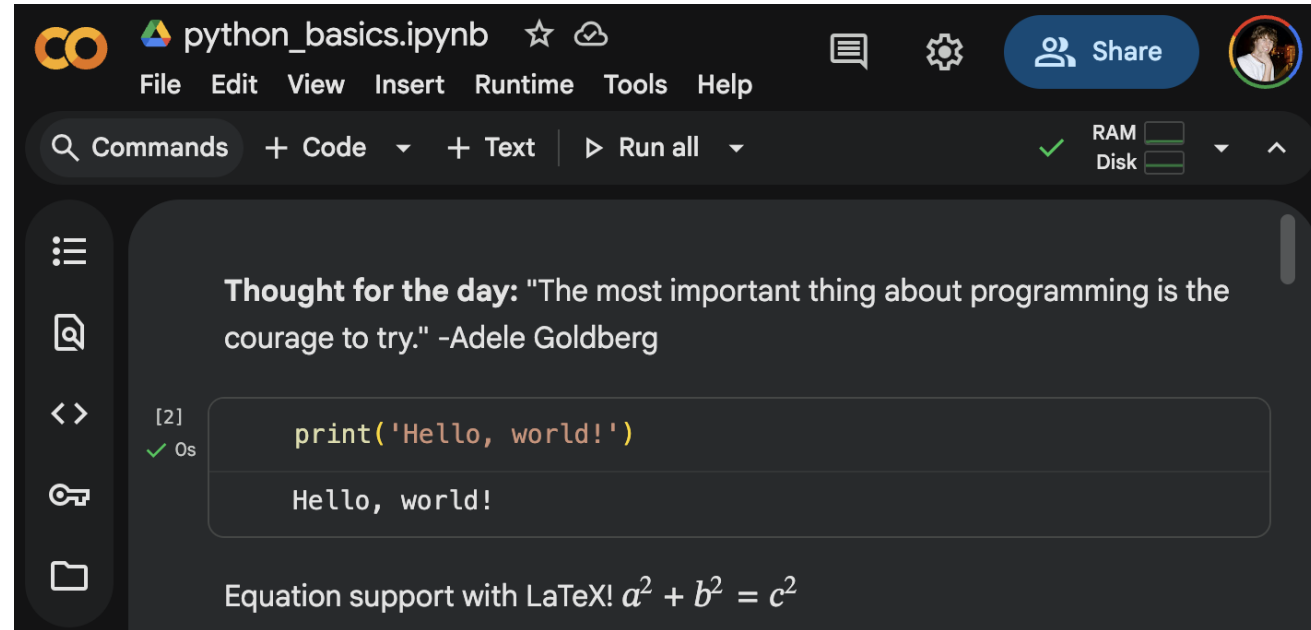 python_basics.ipynb
File Edit View Insert Runtime Tools Help
Share
Commands + Code + Text Run all
RAM
Disk
Thought for the day: "The most important thing about programming is the
courage to try." -Adele Goldberg
[2]
0s
print('Hello, world!')
Hello, world!
Equation support with LaTeX! a² + b² = c²